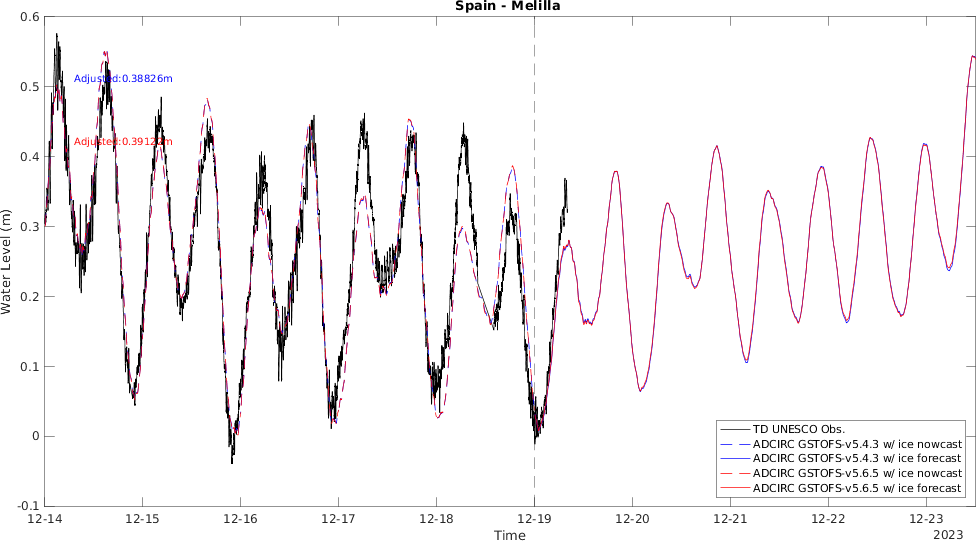 Spain - Melilla
0.6
0.5
0.4
0.3
0.2
0.1
0
-0.1
Water Level (m)
Adjusted:0.38826m
Adjusted:0.39122m
TD UNESCO Obs.
ADCIRC GSTOFS-v5.4.3 w/ ice nowcast
ADCIRC GSTOFS-v5.4.3 w/ ice forecast
ADCIRC GSTOFS-v5.6.5 w/ ice nowcast
ADCIRC GSTOFS-v5.6.5 w/ ice forecast
12-14 12-15 12-16 12-17 12-18 12-19 12-20 12-21 12-22 12-23
Time
2023